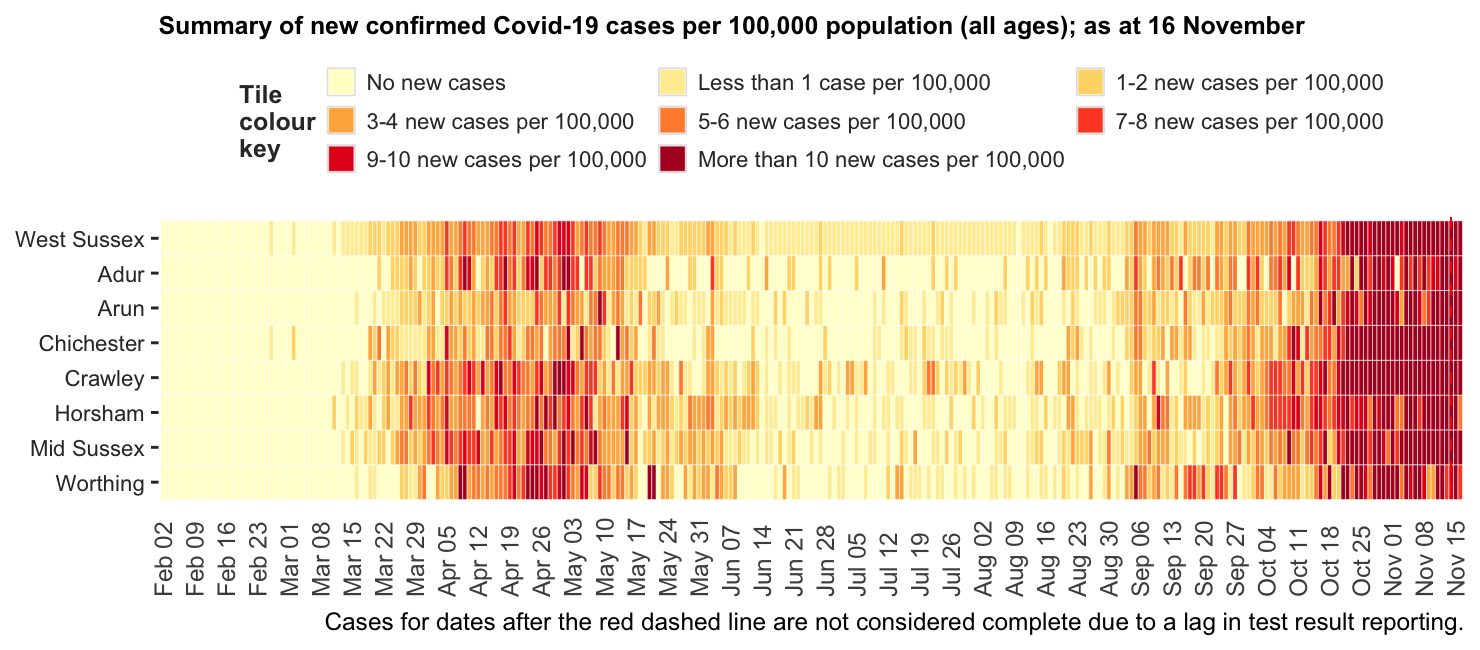 Summary of new confirmed Covid-19 cases per 100,000 population (all ages); as at 16 November
Tile
colour
key
No new cases
Less than 1 case per 100,000
1-2 new cases per 100,000
3-4 new cases per 100,000
5-6 new cases per 100,000
7-8 new cases per 100,000
9-10 new cases per 100,000
More than 10 new cases per 100,000
West Sussex
Adur
Arun
Chichester
Crawley
Horsham
Mid Sussex
Worthing
Feb 02
Feb 09
Feb 16
Feb 23
Mar 01
Mar 08
Mar 15
Mar 22
Mar 29
Apr 05
Apr 12
Apr 19
Apr 26
May 03
May 10
May 17
May 24
May 31
Jun 07
Jun 14
Jun 21
Jun 28
Jul 05
Jul 12
Jul 19
Jul 26
Aug 02
Aug 09
Aug 16
Aug 23
Aug 30
Sep 06
Sep 13
Sep 20
Sep 27
Oct 04
Oct 11
Oct 18
Oct 25
Nov 01
Nov 08
Nov 15
Cases for dates after the red dashed line are not considered complete due to a lag in test result reporting.